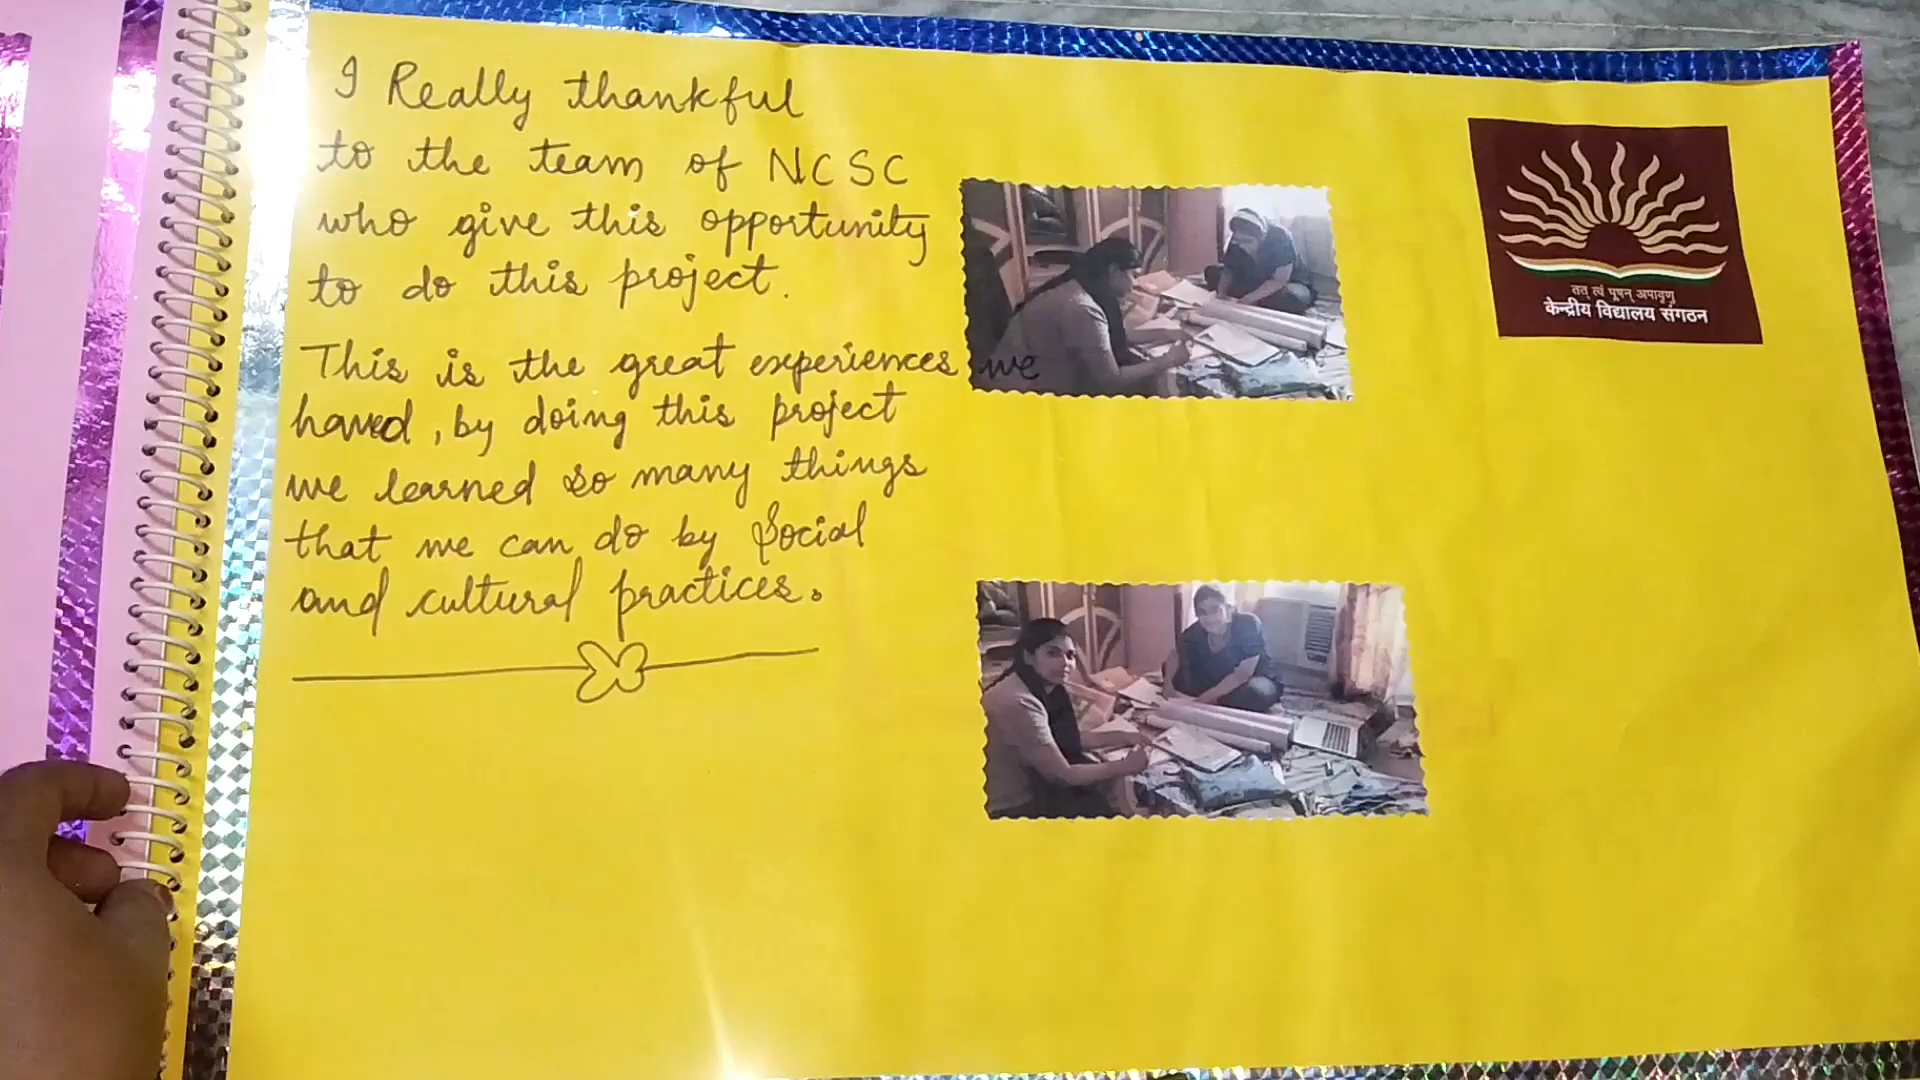 I Really thankful
to the team of NCSC
who give this opportunity
to do this project.
This is the great experiences we
haved, by doing this project
we learned so many things
that we can do by Social
and cultural practices.
तत् त्वं पूषन् अपावृणु
केन्द्रीय विद्यालय संगठन